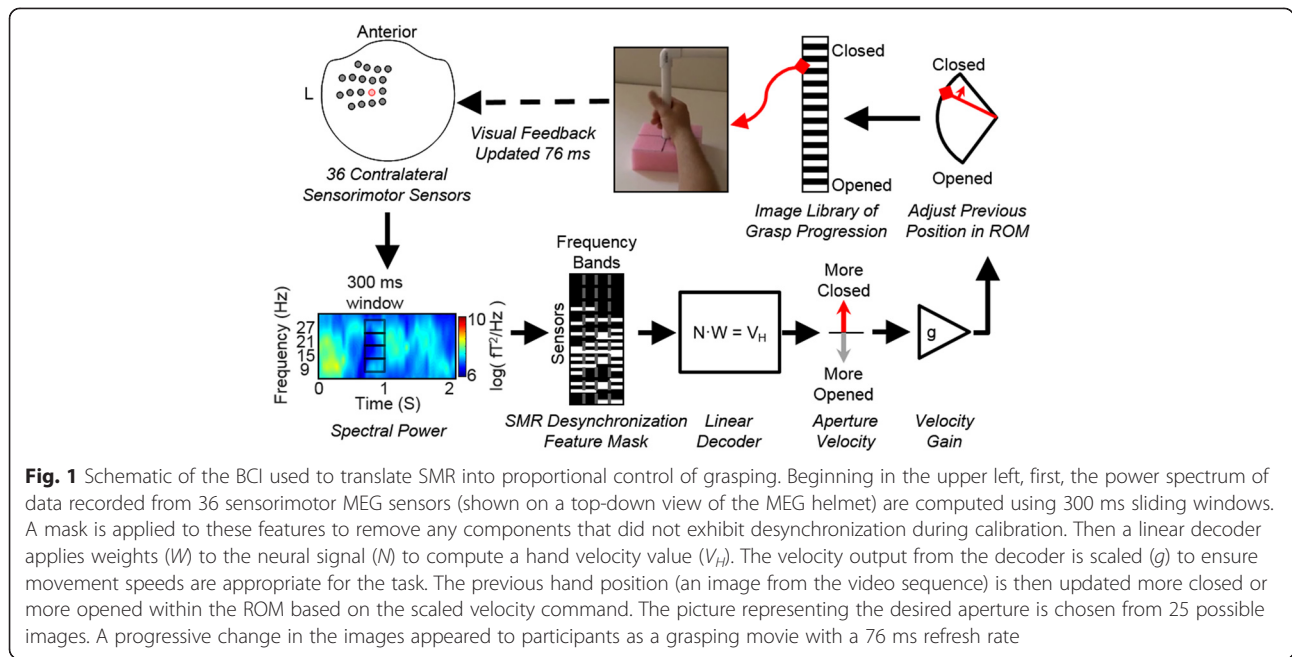 Anterior
L
36 Contralateral
Sensorimotor Sensors
Visual Feedback
Updated 76 ms
Closed
Opened
Image Library of
Grasp Progression
Closed
Opened
Adjust Previous
Position in ROM
300 ms
window
Frequency (Hz)
27
21
15
9
0
1
2
Time (S)
10
6
log( fT²/Hz )
Spectral Power
Frequency
Bands
Sensors
SMR Desynchronization
Feature Mask
N·W = V_H
Linear
Decoder
More
Closed
More
Opened
Aperture
Velocity
g
Velocity
Gain
Fig. 1 Schematic of the BCI used to translate SMR into proportional control of grasping. Beginning in the upper left, first, the power spectrum of
data recorded from 36 sensorimotor MEG sensors (shown on a top-down view of the MEG helmet) are computed using 300 ms sliding windows.
A mask is applied to these features to remove any components that did not exhibit desynchronization during calibration. Then a linear decoder
applies weights (W) to the neural signal (N) to compute a hand velocity value (V_H). The velocity output from the decoder is scaled (g) to ensure
movement speeds are appropriate for the task. The previous hand position (an image from the video sequence) is then updated more closed or
more opened within the ROM based on the scaled velocity command. The picture representing the desired aperture is chosen from 25 possible
images. A progressive change in the images appeared to participants as a grasping movie with a 76 ms refresh rate